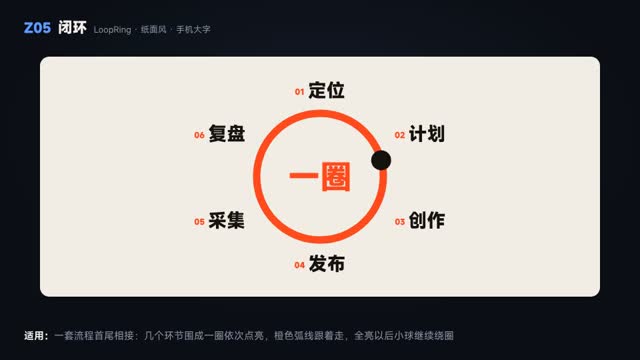 Z05 闭环 LoopRing · 纸面风 · 手机大字
01 定位
06 复盘
02 计划
一圈
05 采集
03 创作
04 发布
适用：一套流程首尾相接：几个环节围成一圈依次点亮，橙色弧线跟着走，全亮以后小球继续绕圈